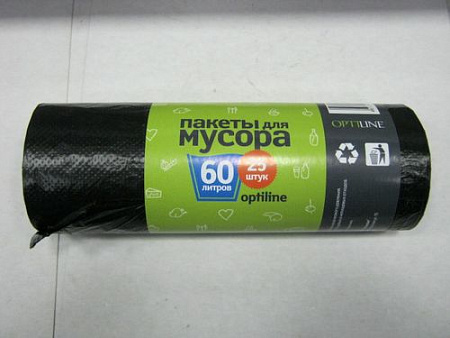 пакеты для
мусора
60
литров
25
штук
optiline
OPTILINE